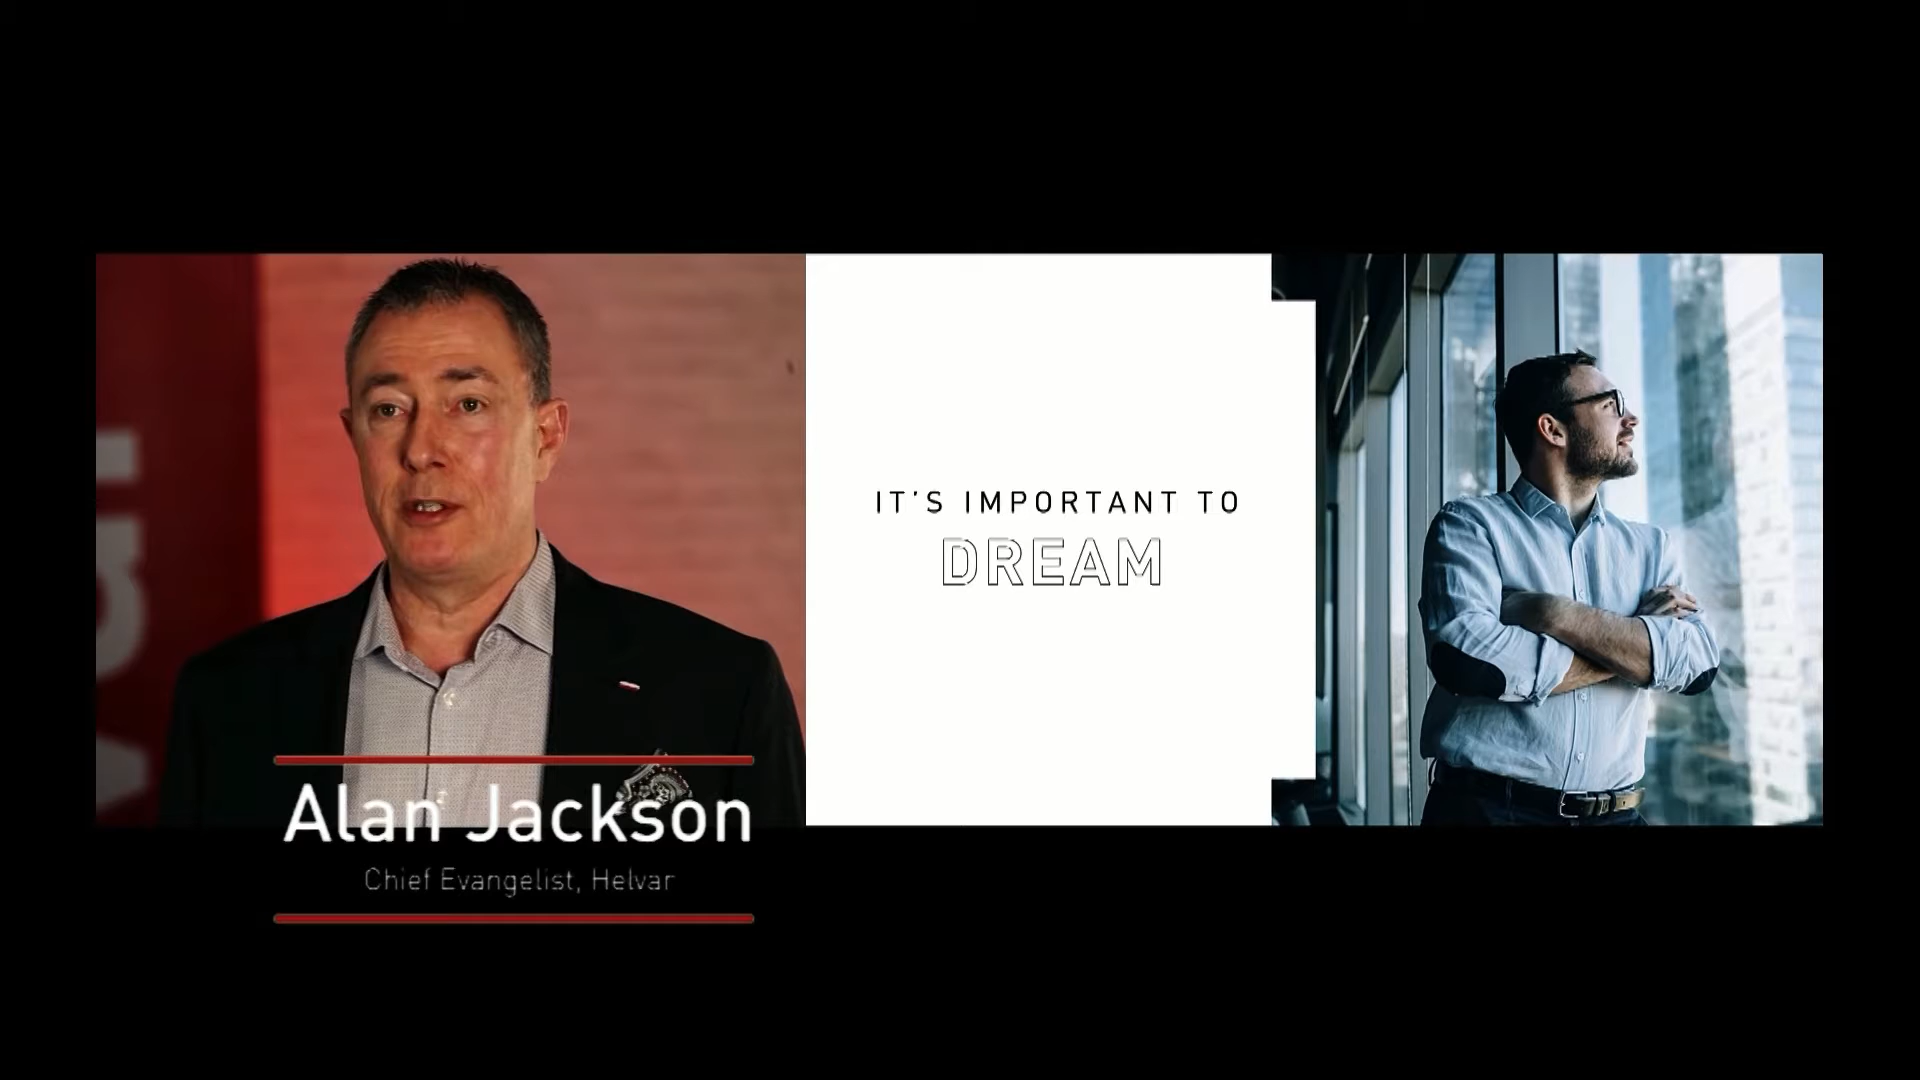 IT'S IMPORTANT TO
DREAM
Alan Jackson
Chief Evangelist, Helvar